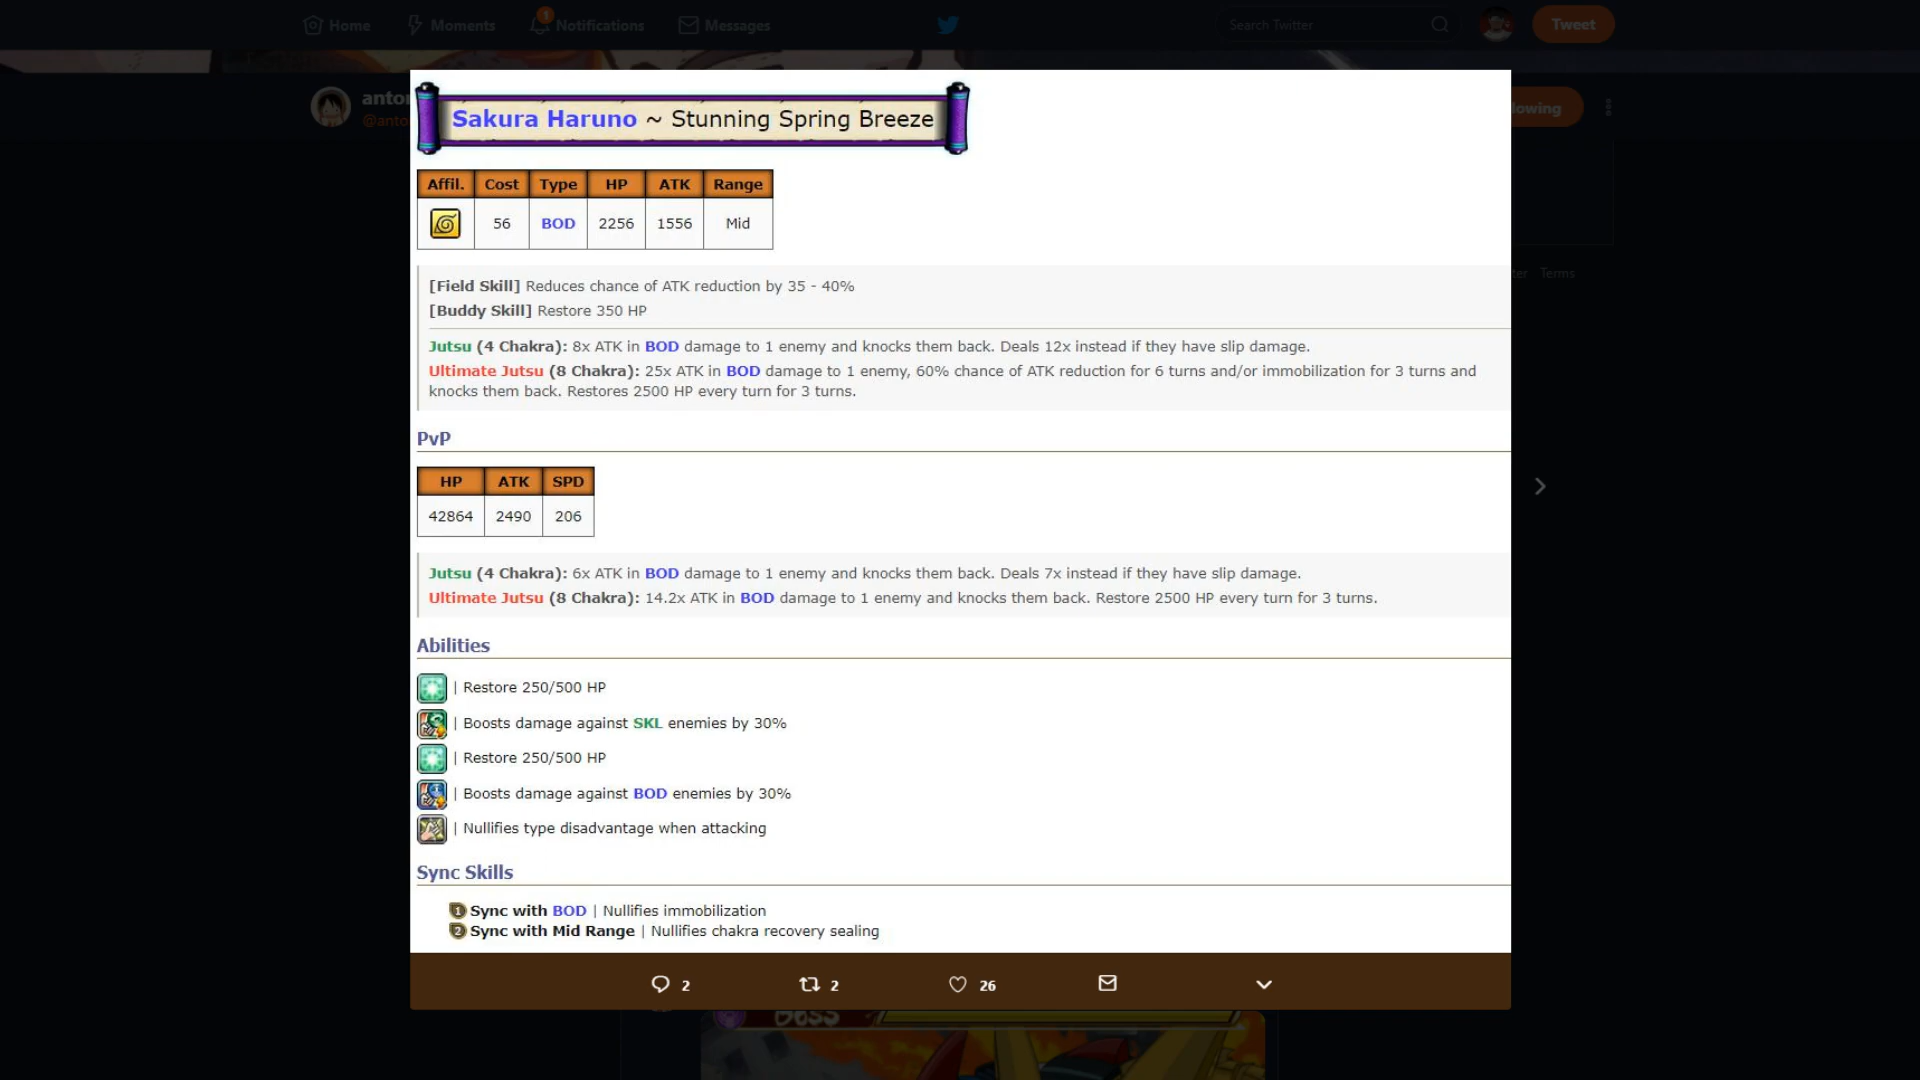 Home Moments Notifications Messages Search Twitter Tweet
1
Sakura Haruno ~ Stunning Spring Breeze
Affil. Cost Type HP ATK Range
56 BOD 2256 1556 Mid
[Field Skill] Reduces chance of ATK reduction by 35 - 40%
[Buddy Skill] Restore 350 HP
Jutsu (4 Chakra): 8x ATK in BOD damage to 1 enemy and knocks them back. Deals 12x instead if they have slip damage.
Ultimate Jutsu (8 Chakra): 25x ATK in BOD damage to 1 enemy, 60% chance of ATK reduction for 6 turns and/or immobilization for 3 turns and
knocks them back. Restores 2500 HP every turn for 3 turns.
Terms
PvP
HP ATK SPD
42864 2490 206
Jutsu (4 Chakra): 6x ATK in BOD damage to 1 enemy and knocks them back. Deals 7x instead if they have slip damage.
Ultimate Jutsu (8 Chakra): 14.2x ATK in BOD damage to 1 enemy and knocks them back. Restore 2500 HP every turn for 3 turns.
Abilities
| Restore 250/500 HP
| Boosts damage against SKL enemies by 30%
| Restore 250/500 HP
| Boosts damage against BOD enemies by 30%
| Nullifies type disadvantage when attacking
Sync Skills
1 Sync with BOD | Nullifies immobilization
2 Sync with Mid Range | Nullifies chakra recovery sealing
2 2 26